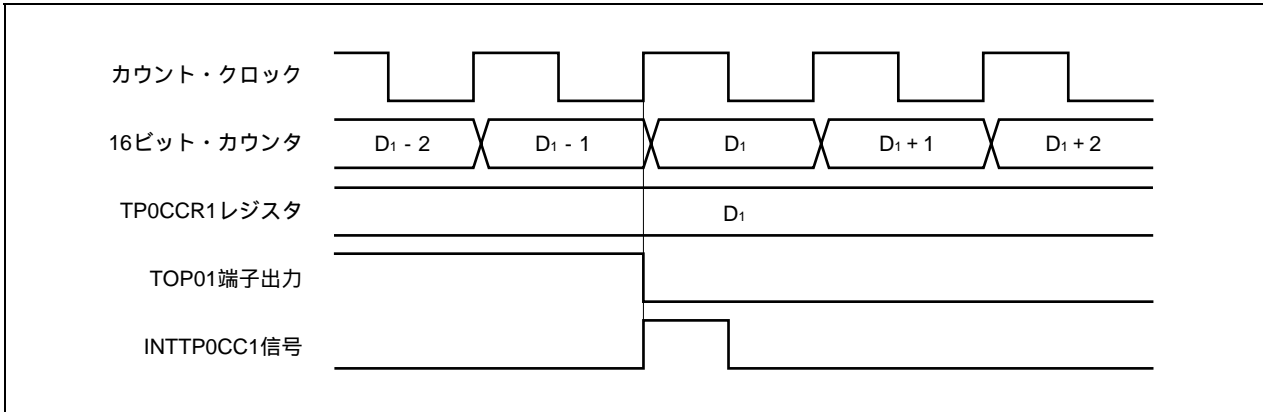 カウント・クロック
16ビット・カウンタ D₁ - 2 D₁ - 1 D₁ D₁ + 1 D₁ + 2
TP0CCR1レジスタ D₁
TOP01端子出力
INTTP0CC1信号